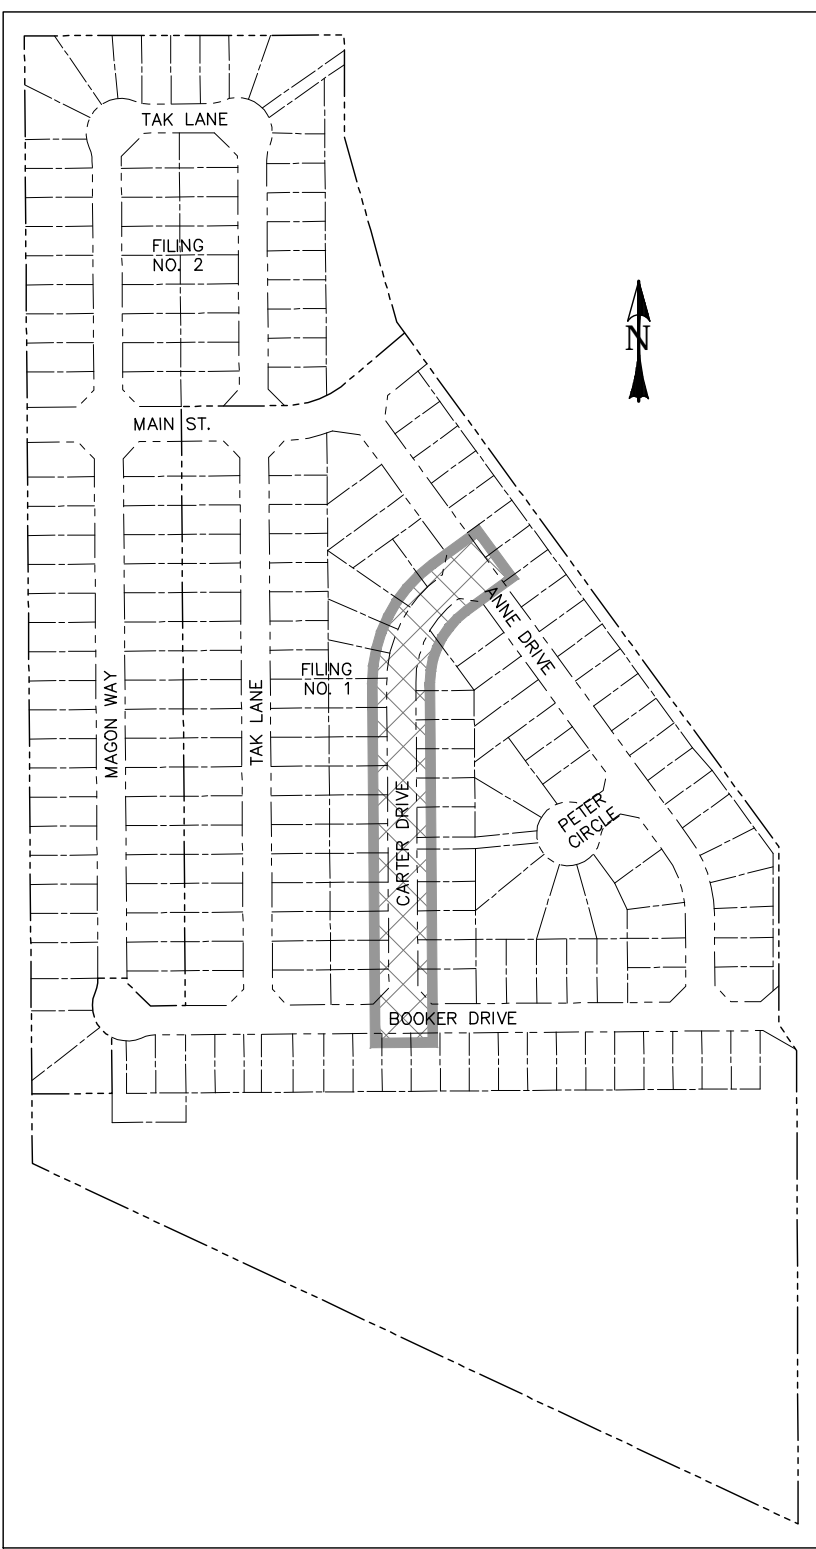 TAK LANE
FILING
NO. 2
N
MAIN ST.
ANNE DRIVE
FILING
NO. 1
MAGON WAY
TAK LANE
CARTER DRIVE
PETER
CIRCLE
BOOKER DRIVE